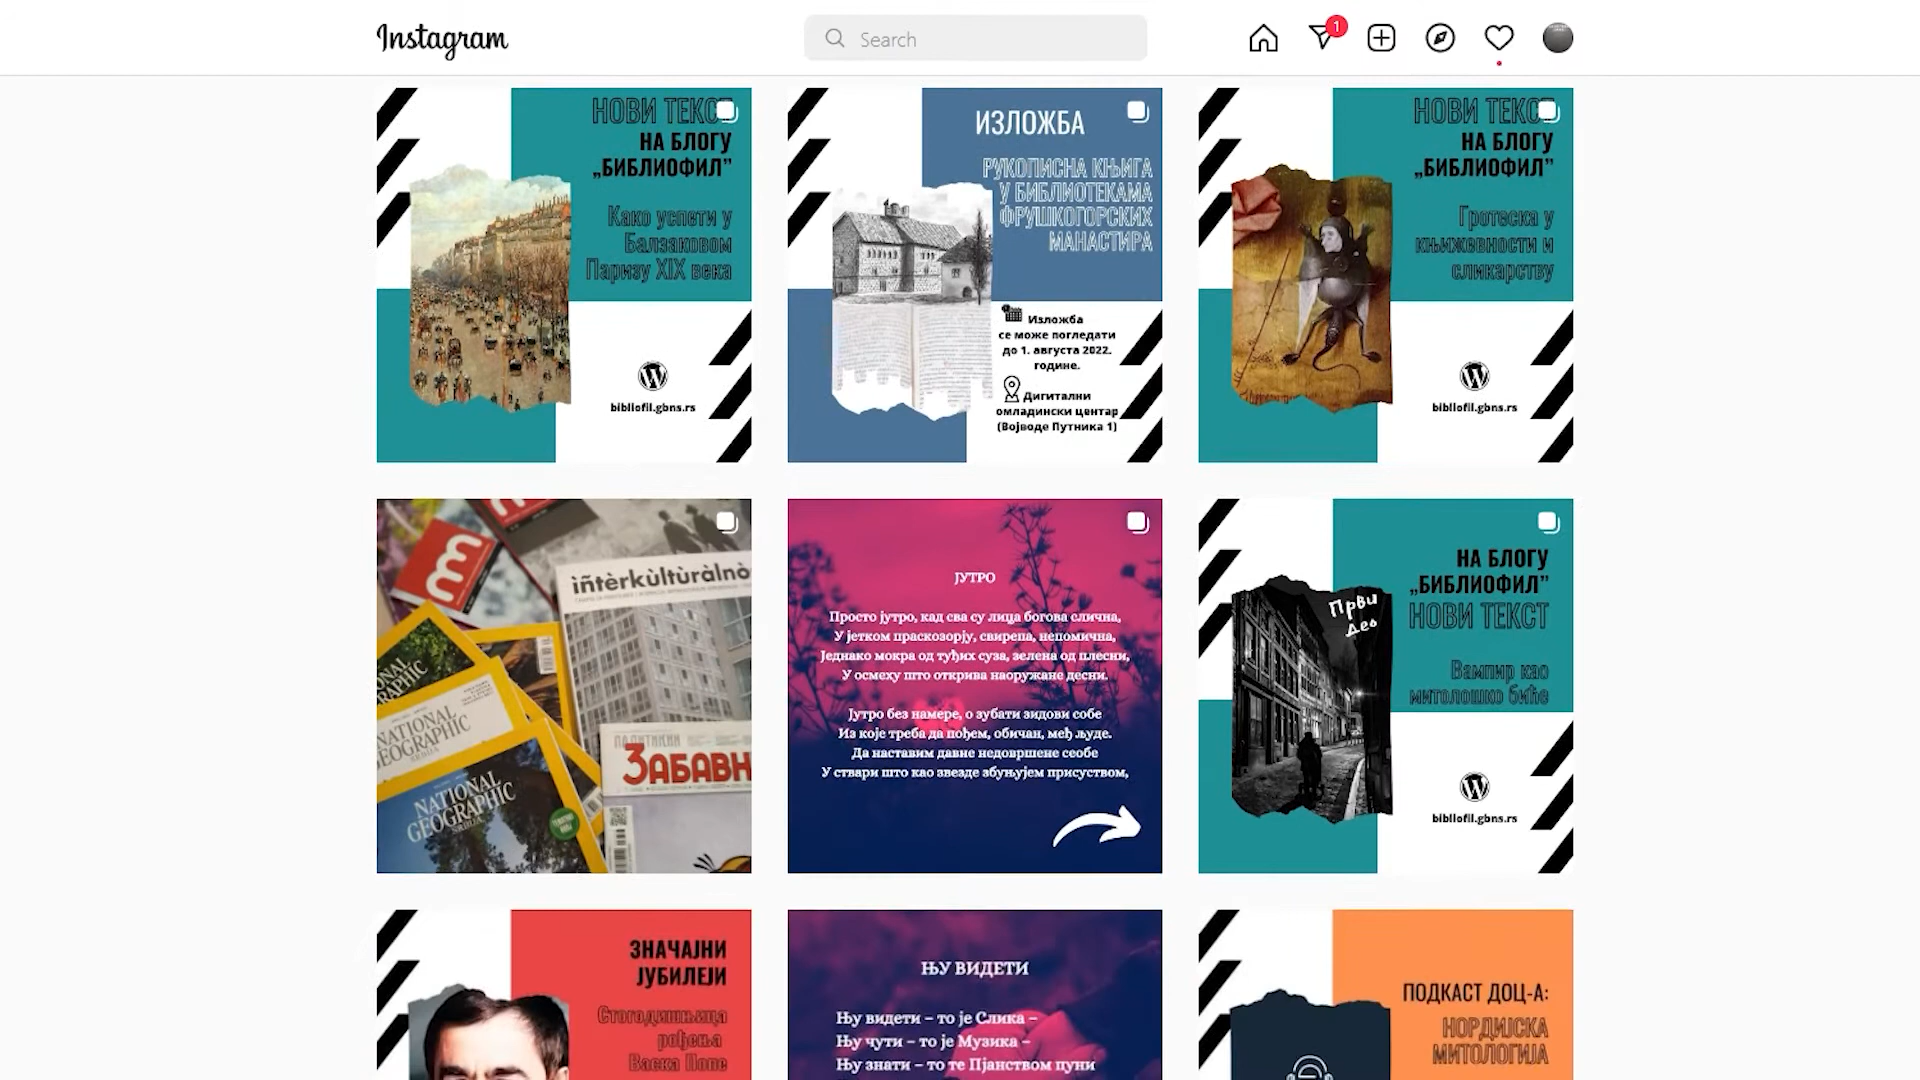 Instagram
Search
1
НОВИ ТЕКСТ
НА БЛОГУ
„БИБЛИОФИЛ”
Како успети у
Балзаковом
Паризу XIX века
bibliofil.gbns.rs
ИЗЛОЖБА
РУКОПИСНА КЊИГА
У БИБЛИОТЕКАМА
ФРУШКОГОРСКИХ
МАНАСТИРА
Изложба
се може погледати
до 1. августа 2022.
године.
Дигитални
омладински центар
(Војводе Путника 1)
НОВИ ТЕКСТ
НА БЛОГУ
„БИБЛИОФИЛ”
Гротеска у
књижевности и
сликарству
bibliofil.gbns.rs
m
iñtèrkùltùràlnò
NATIONAL
GEOGRAPHIC
NATIONAL
GEOGRAPHIC
SRBIJA
ПОЛИТИКИН
ЗАБАВН
ЈУТРО
Просто јутро, кад сва су лица богова слична,
У јетком праскозорју, свирепа, непомична,
Једнако мокра од туђих суза, зелена од плесни,
У осмеху што открива наоружане десни.
Јутро без намере, о зубати зидови собе
Из које треба да пођем, обичан, међ људе.
Да наставим давне недовршене сеобе
У ствари што као звезде збуњујем присуством,
НА БЛОГУ
„БИБЛИОФИЛ”
НОВИ ТЕКСТ
Први
део
Вампир као
митолошко биће
bibliofil.gbns.rs
ЗНАЧАЈНИ
ЈУБИЛЕЈИ
Стогодишњица
рођења
Васка Попе
ЊУ ВИДЕТИ
Њу видети – то је Слика –
Њу чути – то је Музика –
Њу знати – то те Пјанством пуни
ПОДКАСТ ДОЦ-А:
НОРДИЈСКА
МИТОЛОГИЈА